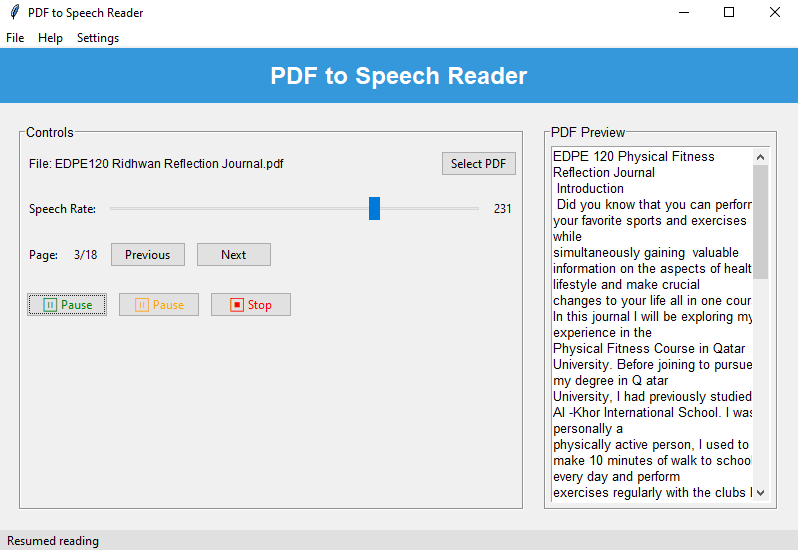 PDF to Speech Reader
File Help Settings
PDF to Speech Reader
Controls
File: EDPE120 Ridhwan Reflection Journal.pdf
Select PDF
Speech Rate:
231
Page: 3/18 Previous Next
Pause Pause Stop
PDF Preview
EDPE 120 Physical Fitness
Reflection Journal
Introduction
Did you know that you can perforn
your favorite sports and exercises
while
simultaneously gaining valuable
information on the aspects of healt
lifestyle and make crucial
changes to your life all in one cour
In this journal I will be exploring my
experience in the
Physical Fitness Course in Qatar
University. Before joining to pursue
my degree in Q atar
University, I had previously studied
Al -Khor International School. I was
personally a
physically active person, I used to
make 10 minutes of walk to schoo
every day and perform
exercises regularly with the clubs
Resumed reading